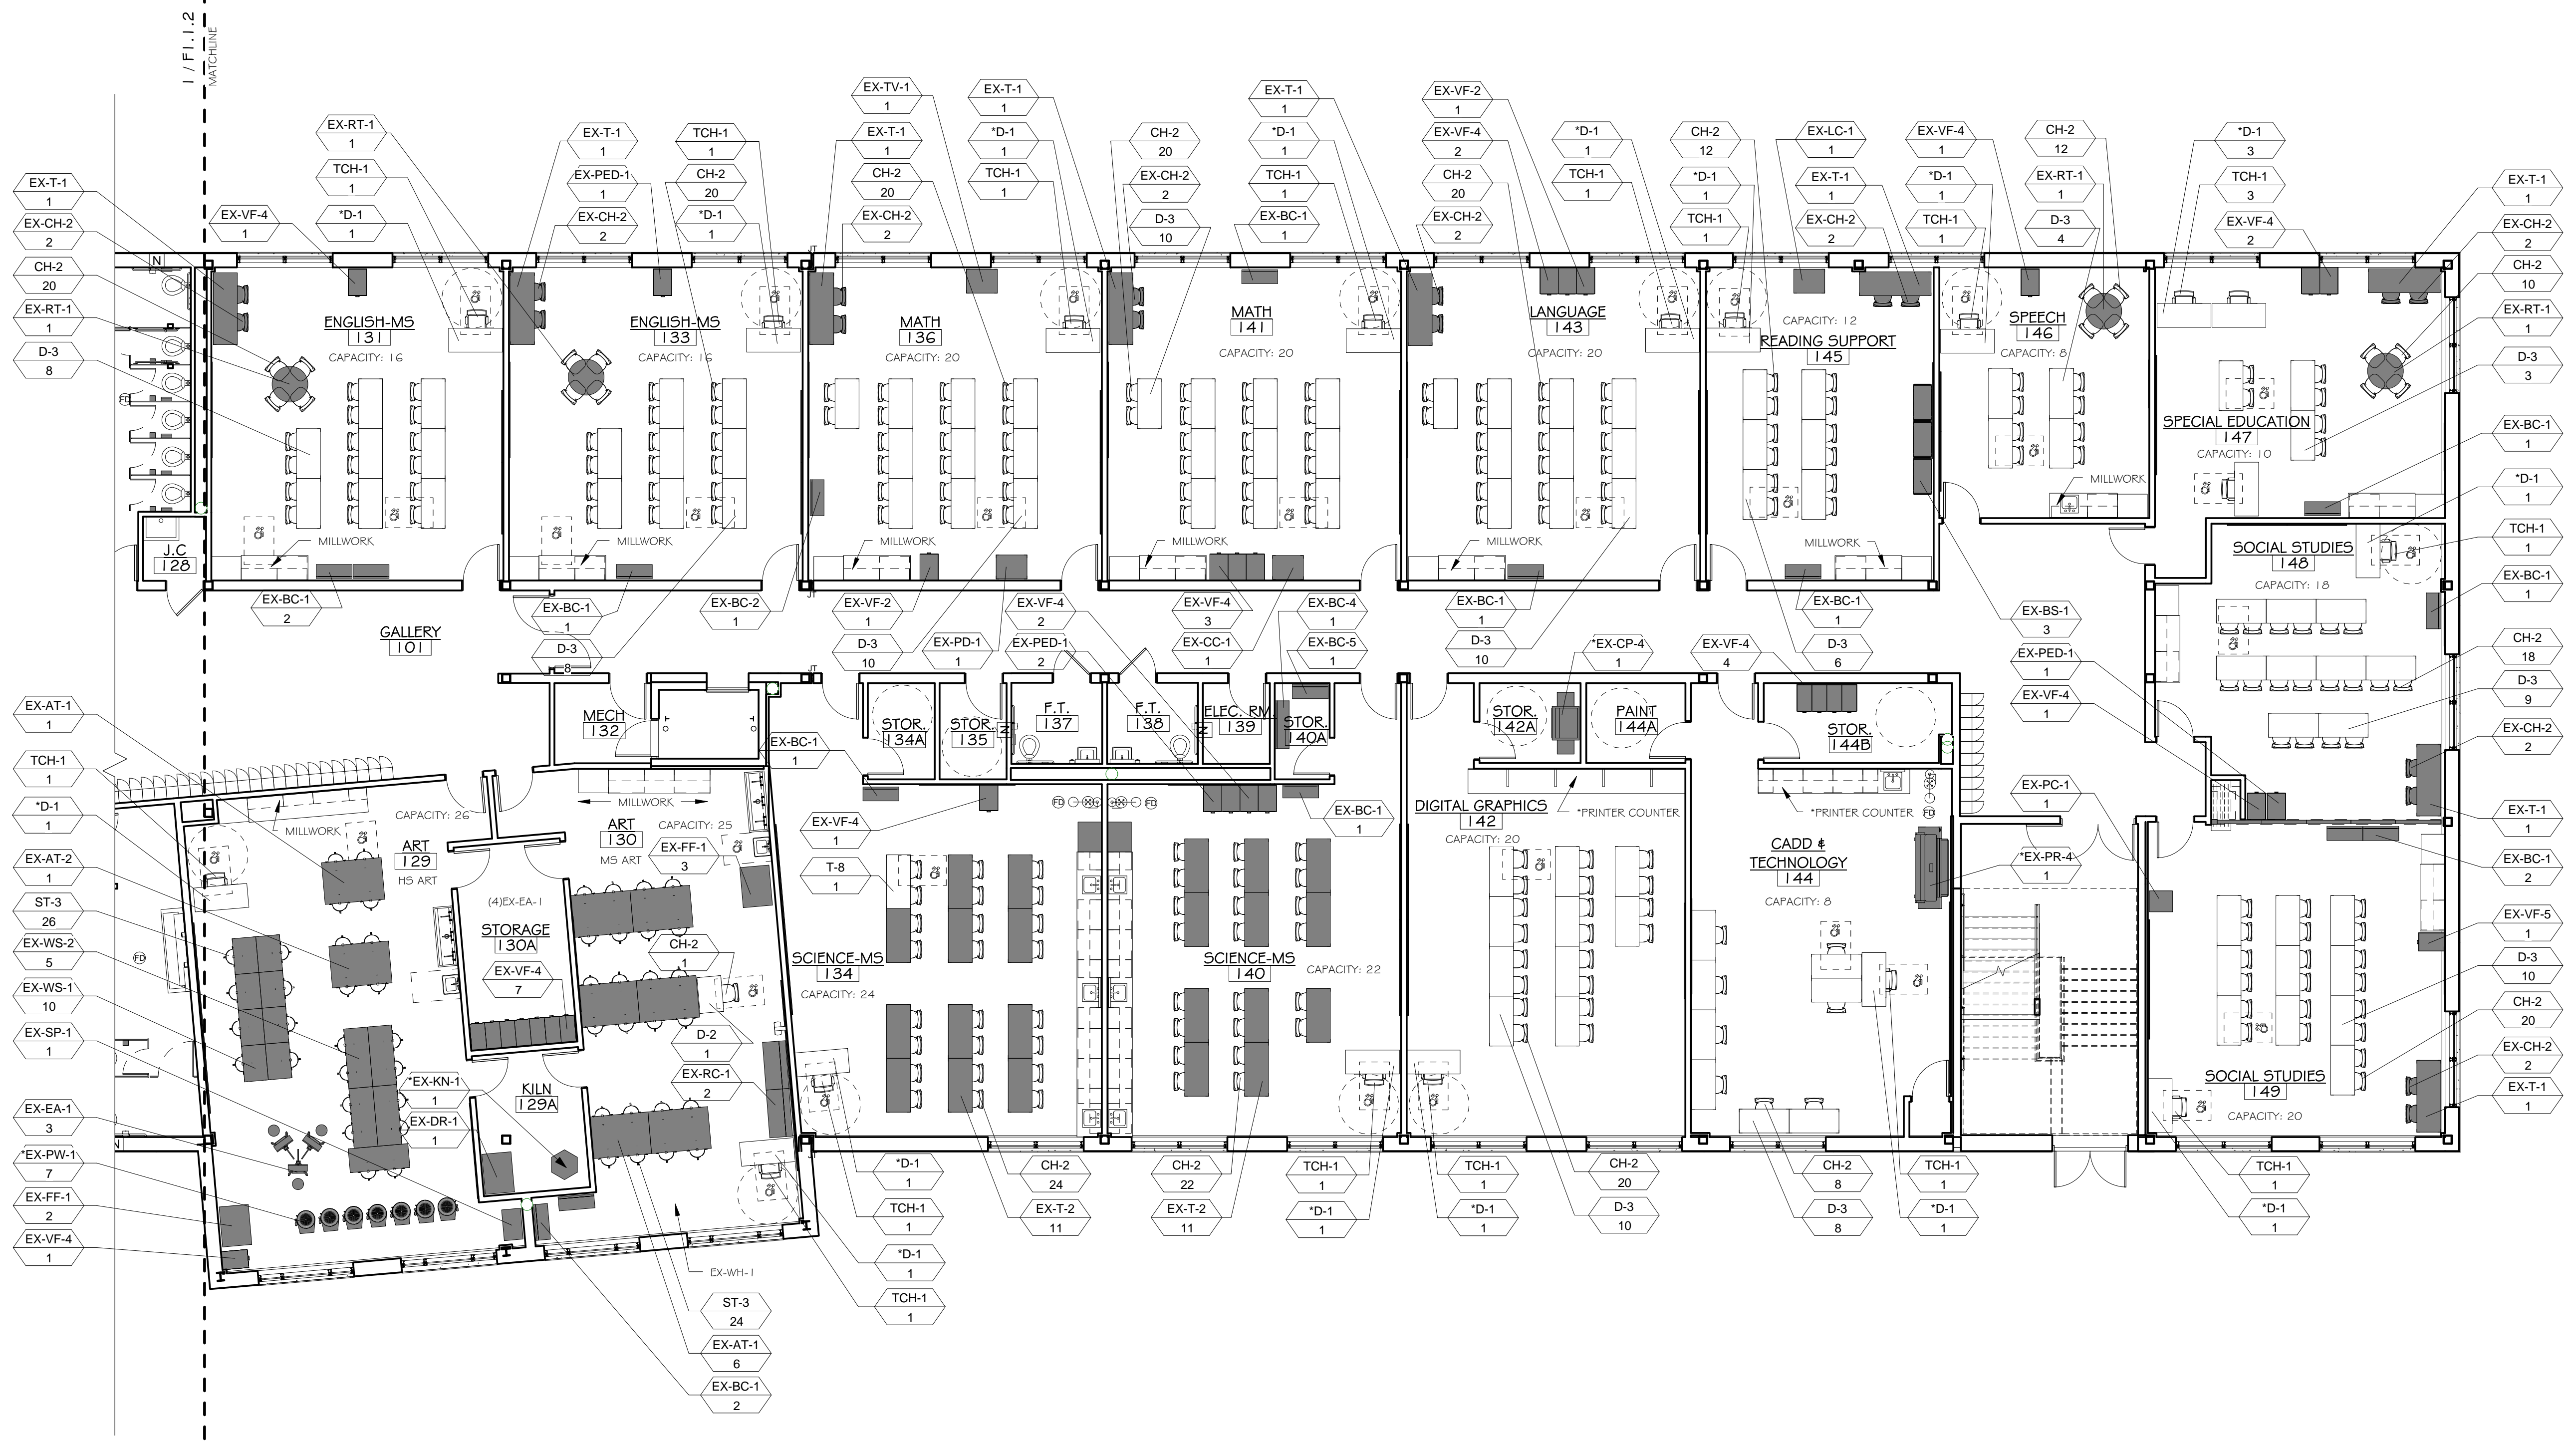 1 / F1.1.2
MATCHLINE
EX-RT-1
1
TCH-1
1
*D-1
1
EX-VF-4
1
EX-T-1
1
EX-PED-1
1
EX-CH-2
2
TCH-1
1
CH-2
20
*D-1
1
EX-TV-1
1
EX-T-1
1
CH-2
20
EX-CH-2
2
EX-T-1
1
*D-1
1
TCH-1
1
CH-2
20
EX-CH-2
2
D-3
10
EX-T-1
1
*D-1
1
TCH-1
1
EX-BC-1
1
EX-VF-2
1
EX-VF-4
2
CH-2
20
EX-CH-2
2
*D-1
1
TCH-1
1
CH-2
12
*D-1
1
TCH-1
1
EX-LC-1
1
EX-T-1
1
EX-CH-2
2
EX-VF-4
1
*D-1
1
TCH-1
1
CH-2
12
EX-RT-1
1
D-3
4
*D-1
3
TCH-1
3
EX-VF-4
2
EX-T-1
1
EX-CH-2
2
CH-2
20
EX-RT-1
1
D-3
8
EX-T-1
1
EX-CH-2
2
CH-2
10
EX-RT-1
1
D-3
3
EX-BC-1
1
*D-1
1
TCH-1
1
EX-BC-1
1
CH-2
18
D-3
9
EX-CH-2
2
EX-T-1
1
EX-BC-1
2
EX-VF-5
1
D-3
10
CH-2
20
EX-CH-2
2
EX-T-1
1
N
JT
ENGLISH-MS
131
CAPACITY: 16
ENGLISH-MS
133
CAPACITY: 16
MATH
136
CAPACITY: 20
MATH
141
CAPACITY: 20
LANGUAGE
143
CAPACITY: 20
CAPACITY: 12
READING SUPPORT
145
SPEECH
146
CAPACITY: 8
SPECIAL EDUCATION
147
CAPACITY: 10
FD
MILLWORK
MILLWORK
MILLWORK
MILLWORK
MILLWORK
MILLWORK
MILLWORK
J.C
128
SOCIAL STUDIES
148
CAPACITY: 18
EX-BC-1
2
EX-BC-1
1
D-3
8
EX-BC-2
1
JT
EX-VF-2
1
D-3
10
EX-PD-1
1
EX-VF-4
2
EX-PED-1
2
EX-VF-4
3
EX-CC-1
1
EX-BC-4
1
EX-BC-5
1
EX-BC-1
1
D-3
10
*EX-CP-4
1
EX-VF-4
4
EX-BC-1
1
D-3
6
EX-BS-1
3
EX-PED-1
1
EX-VF-4
1
EX-PC-1
1
GALLERY
101
JT
MECH
132
STOR.
134A
STOR.
135
F.T.
137
F.T.
138
N
N
ELEC. RM
139
STOR.
140A
STOR.
142A
PAINT
144A
STOR.
144B
EX-AT-1
1
TCH-1
1
*D-1
1
EX-AT-2
1
ST-3
26
EX-WS-2
5
EX-WS-1
10
EX-SP-1
1
EX-EA-1
3
*EX-PW-1
7
EX-FF-1
2
EX-VF-4
1
MILLWORK
CAPACITY: 26
ART
129
HS ART
MILLWORK
ART
130
MS ART
CAPACITY: 25
EX-FF-1
3
(4)EX-EA-1
STORAGE
130A
EX-VF-4
7
CH-2
1
D-2
1
EX-RC-1
2
*EX-KN-1
1
EX-DR-1
1
KILN
129A
FD
N
EX-BC-1
1
EX-VF-4
1
T-8
1
FD
FD
SCIENCE-MS
134
CAPACITY: 24
SCIENCE-MS
140
CAPACITY: 22
EX-BC-1
1
DIGITAL GRAPHICS
142
CAPACITY: 20
*PRINTER COUNTER
*PRINTER COUNTER
FD
CADD &
TECHNOLOGY
144
CAPACITY: 8
*EX-PR-4
1
SOCIAL STUDIES
149
CAPACITY: 20
*D-1
1
TCH-1
1
*D-1
1
TCH-1
1
CH-2
24
EX-T-2
11
CH-2
22
EX-T-2
11
TCH-1
1
*D-1
1
TCH-1
1
*D-1
1
CH-2
20
D-3
10
CH-2
8
D-3
8
TCH-1
1
*D-1
1
TCH-1
1
*D-1
1
EX-WH-1
ST-3
24
EX-AT-1
6
EX-BC-1
2